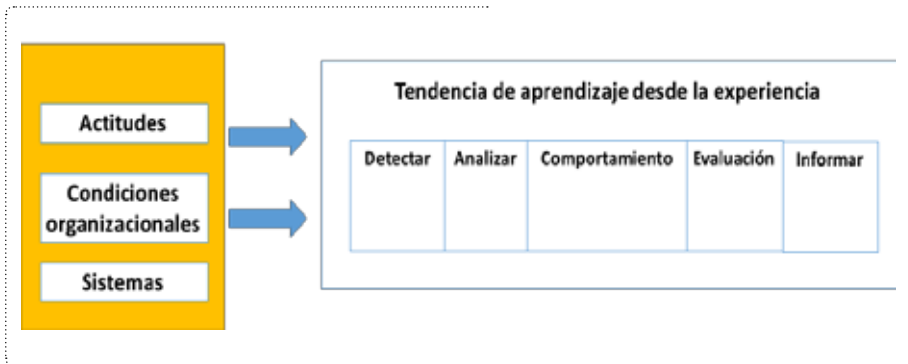 Actitudes
Condiciones
organizacionales
Sistemas
Tendencia de aprendizaje desde la experiencia
Detectar
Analizar
Comportamiento
Evaluación
Informar